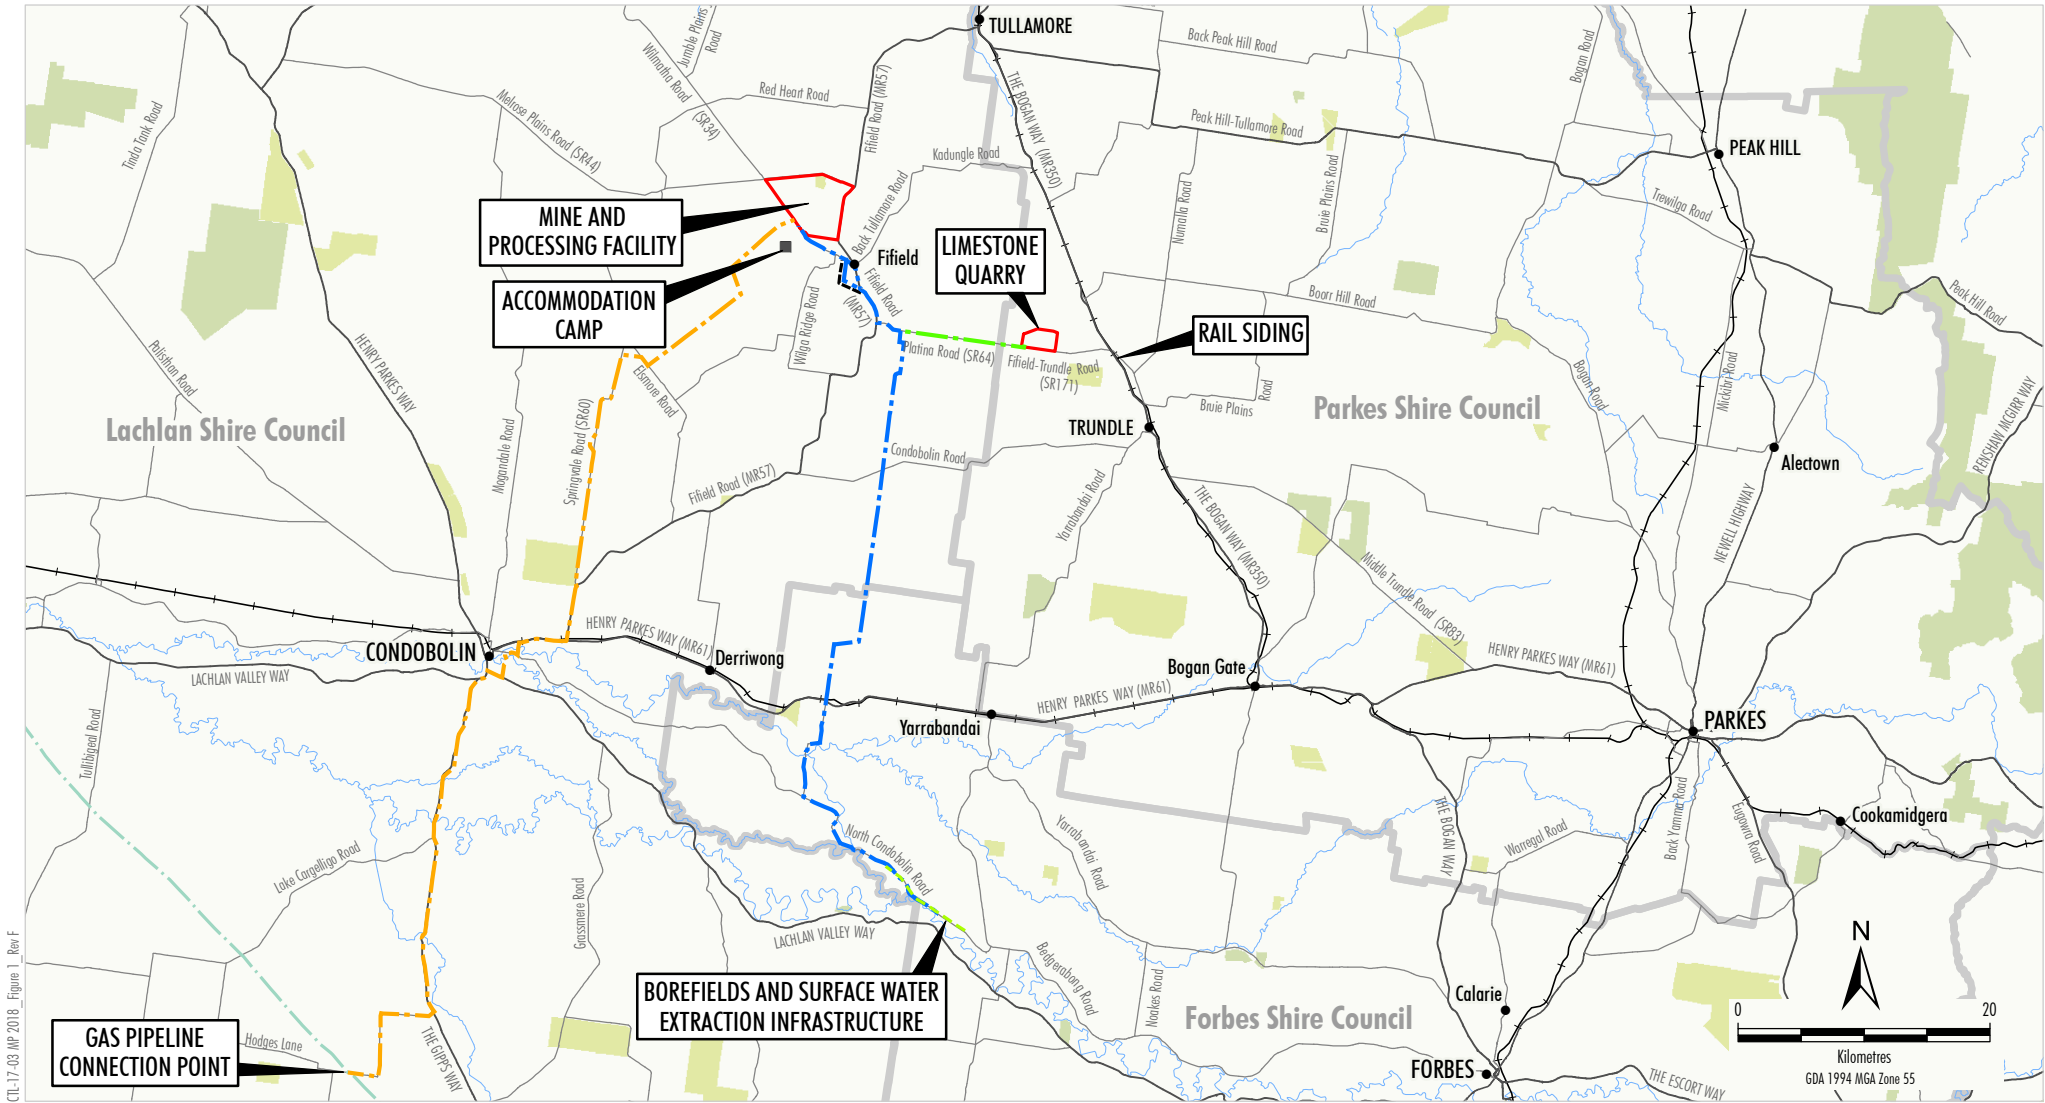 TULLAMORE
Jumble Plains
Road
Wilmatha Road
(SR34)
Back Peak Hill Road
Bogan Road
Red Heart Road
Melrose Plains Road (SR44)
Fifield Road (MR57)
THE BOGAN WAY (MR350)
Tinda Tank Road
Peak Hill-Tullamore Road
PEAK HILL
Kadungle Road
Bruie Plains Road
Numalla Road
Trewilga Road
Back Tullamore Road
MINE AND
PROCESSING FACILITY
LIMESTONE
QUARRY
Fifield
Fifield Road
(MR57)
ACCOMMODATION
CAMP
Wilga Ridge Road
Boorr Hill Road
Peak Hill Road
RAIL SIDING
HENRY PARKES WAY
Palisthan Road
Platina Road (SR64)
Fifield-Trundle Road
(SR171)
Elsmore Road
Bogan Road
Mickibri Road
Bruie Plains
Road
Lachlan Shire Council
Parkes Shire Council
TRUNDLE
Mogandale Road
Springvale Road (SR60)
Condobolin Road
RENSHAW MCGIRR WAY
Alectown
Fifield Road (MR57)
Yarrabandai Road
THE BOGAN WAY (MR350)
NEWELL HIGHWAY
Middle Trundle Road (SR83)
HENRY PARKES WAY (MR61)
CONDOBOLIN
Derriwong
LACHLAN VALLEY WAY
Bogan Gate
HENRY PARKES WAY (MR61)
HENRY PARKES WAY (MR61)
Yarrabandai
PARKES
Tullibigeal Road
North Condobolin Road
Yarrabandai Road
THE BOGAN WAY
Warregal Road
Back Yamma Road
Eugowra Road
Cookamidgera
Lake Cargelligo Road
Grassmere Road
LACHLAN VALLEY WAY
Bedgerabong Road
Noakes Road
BOREFIELDS AND SURFACE WATER
EXTRACTION INFRASTRUCTURE
Calarie
Forbes Shire Council
N
0
20
Kilometres
GDA 1994 MGA Zone 55
GAS PIPELINE
CONNECTION POINT
Hodges Lane
THE GIPPS WAY
FORBES
THE ESCORT WAY
CTL-17-03 MP 2018_Figure 1_Rev F